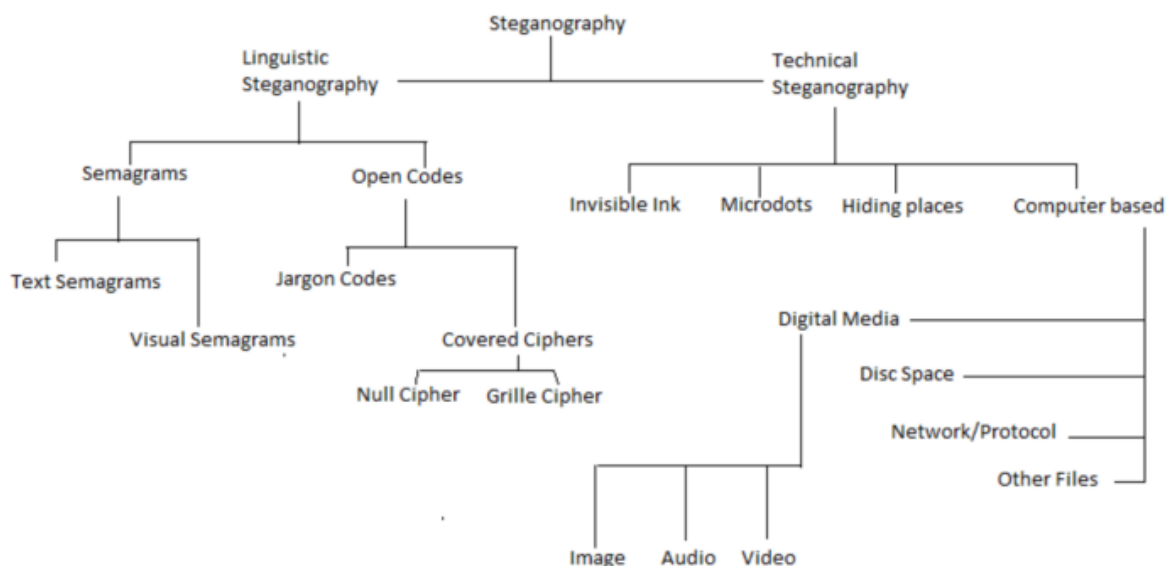 Steganography
Linguistic
Steganography
Technical
Steganography
Semagrams
Open Codes
Invisible Ink
Microdots
Hiding places
Computer based
Text Semagrams
Jargon Codes
Visual Semagrams
Covered Ciphers
Digital Media
Null Cipher
Grille Cipher
Disc Space
Network/Protocol
Other Files
Image
Audio
Video